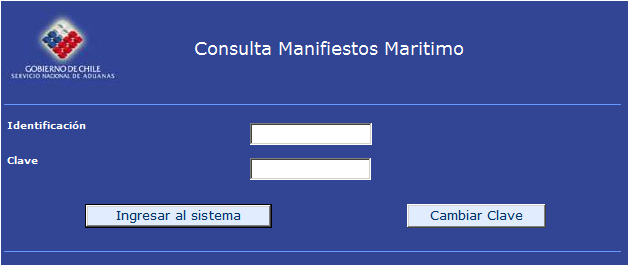 GOBIERNO DE CHILE
SERVICIO NACIONAL DE ADUANAS
Consulta Manifiestos Maritimo
Identificación
Clave
Ingresar al sistema
Cambiar Clave